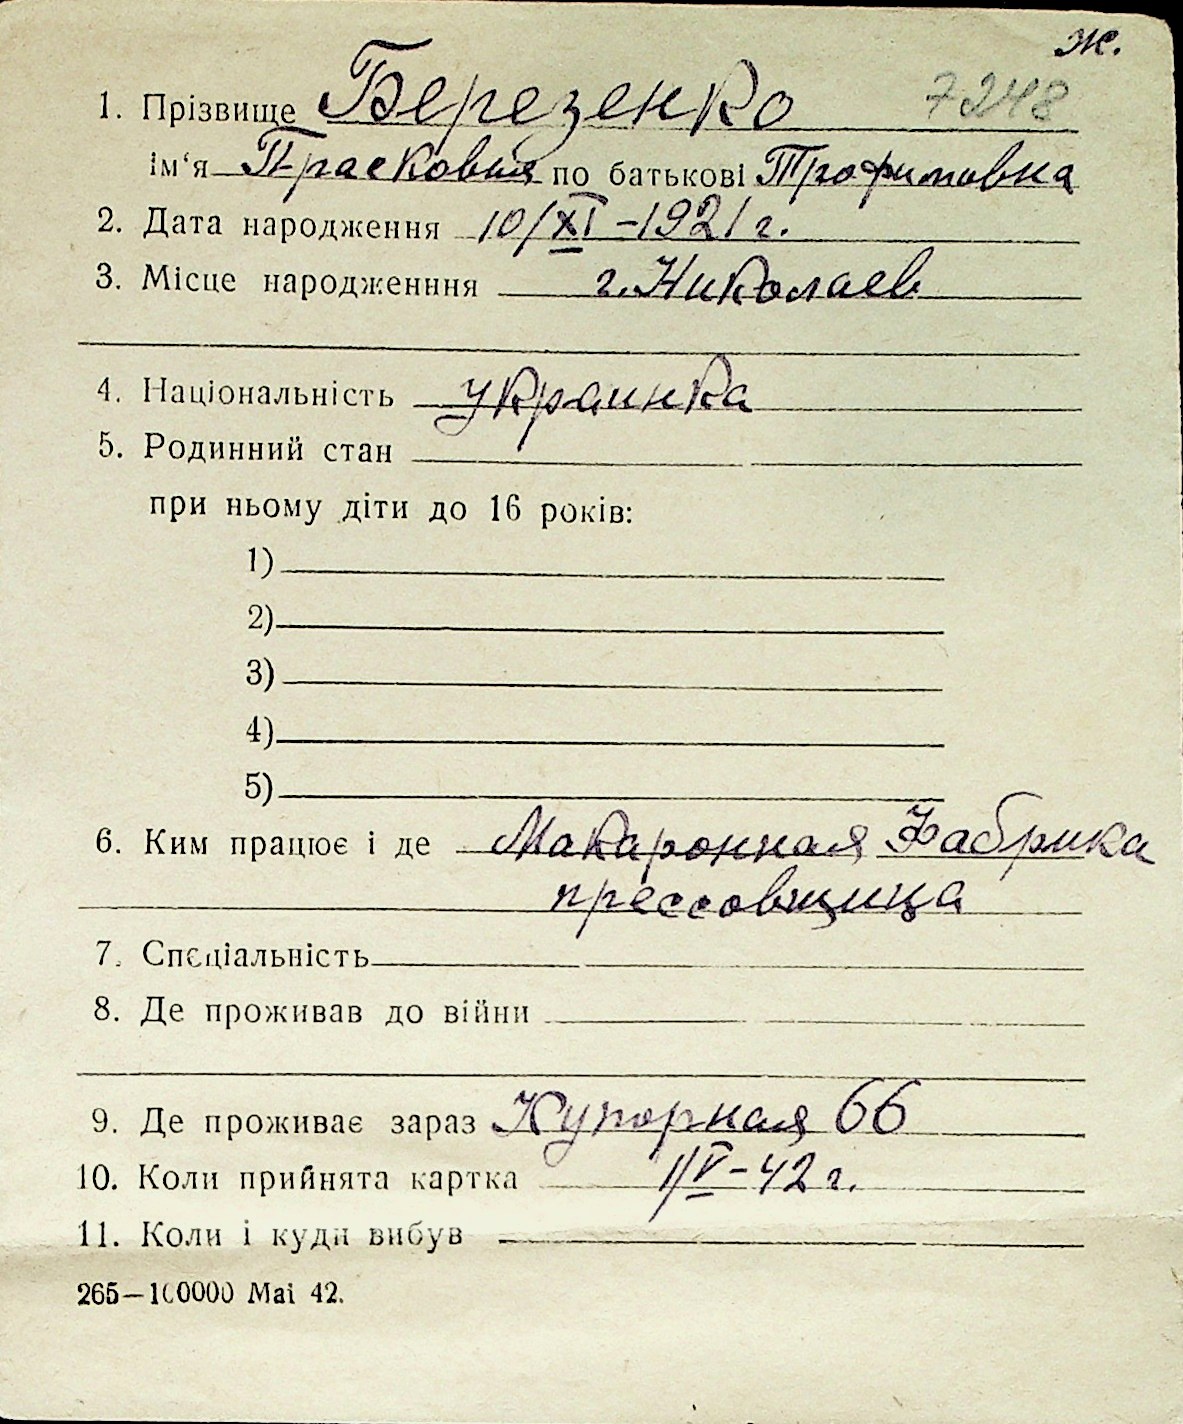 ж.
1. Прізвище Березенко 7248
ім'я Прасковия по батькові Трофимовна
2. Дата народження 10/XI-1921 г.
3. Місце народженння г. Николаев
4. Національність украинка
5. Родинний стан
при ньому діти до 16 років:
1)
2)
3)
4)
5)
6. Ким працює і де Макаронная Фабрика
прессовщица
7. Спеціальність
8. Де проживав до війни
9. Де проживає зараз Купорная 66
10. Коли прийнята картка 1/V-42 г.
11. Коли і куди вибув
265—100000 Mai 42.